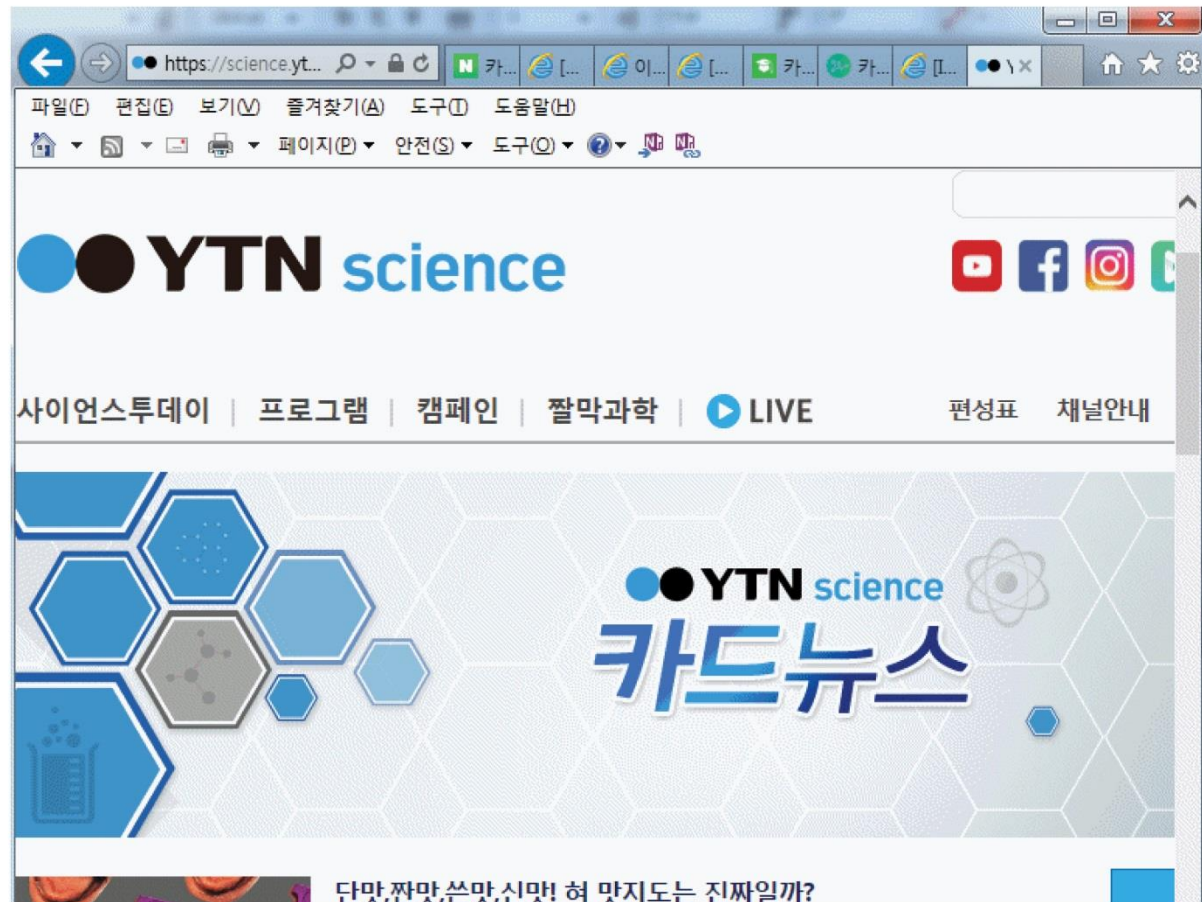 https://science.yt... 카... [... 이... [... 카... 카... [I...
파일(F) 편집(E) 보기(V) 즐겨찾기(A) 도구(T) 도움말(H)
페이지(P) 안전(S) 도구(O)
YTN science
사이언스투데이 | 프로그램 | 캠페인 | 짤막과학 | LIVE 편성표 채널안내
YTN science
카드뉴스
단맛,짠맛,쓴맛,신맛! 혀 맛지도는 진짜일까?